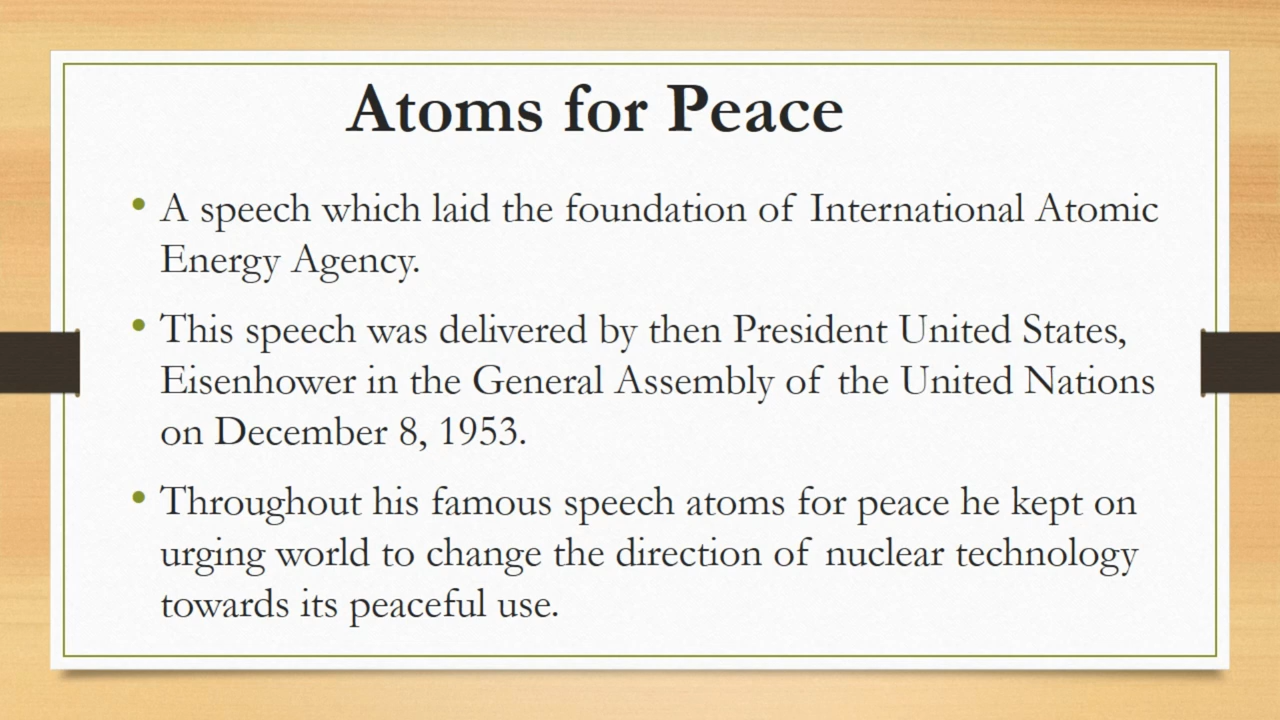 Atoms for Peace
• A speech which laid the foundation of International Atomic
Energy Agency.
• This speech was delivered by then President United States,
Eisenhower in the General Assembly of the United Nations
on December 8, 1953.
• Throughout his famous speech atoms for peace he kept on
urging world to change the direction of nuclear technology
towards its peaceful use.